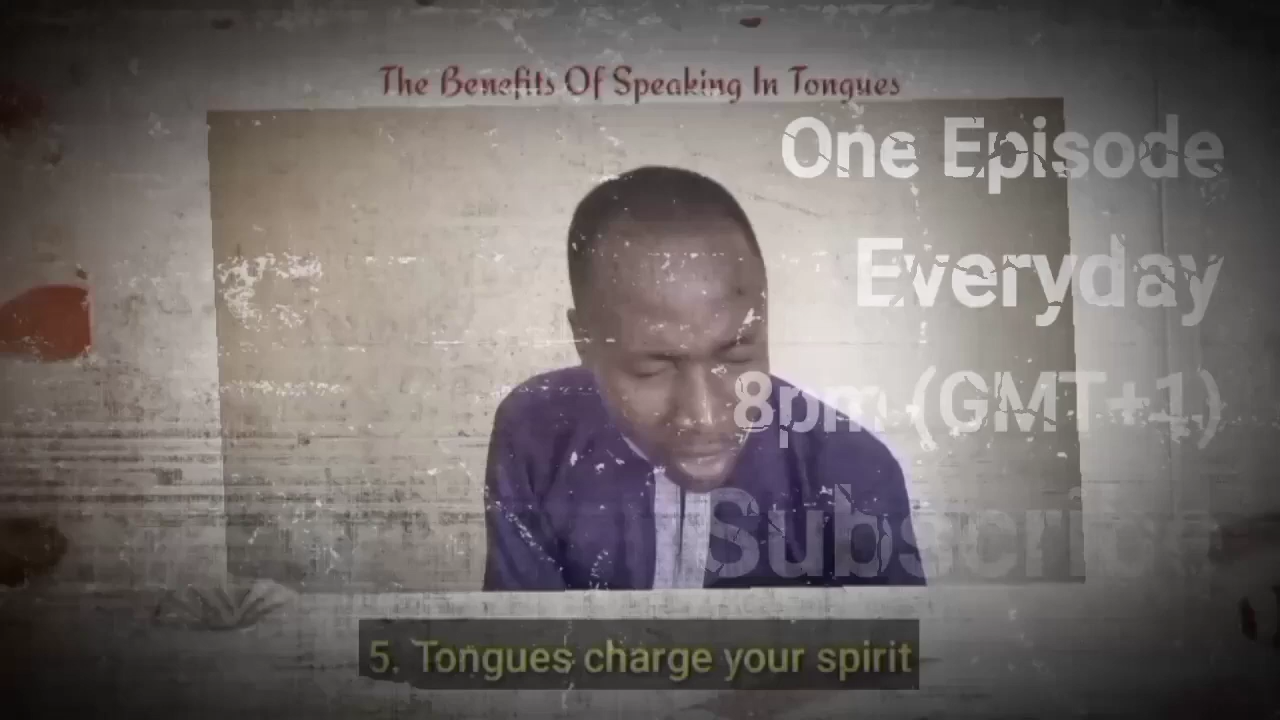 The Benefits Of Speaking In Tongues
One Episode
Everyday
8pm (GMT+1)
Subscribe
5. Tongues charge your spirit